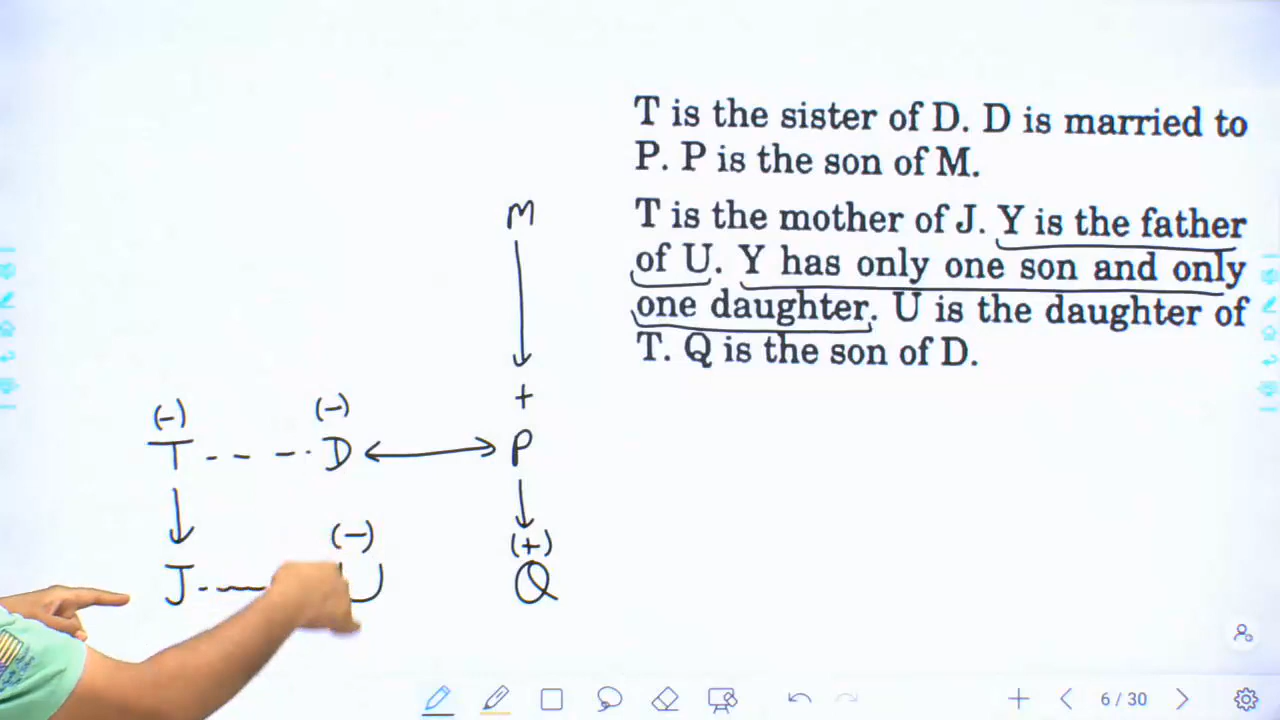 T is the sister of D. D is married to
P. P is the son of M.
T is the mother of J. Y is the father
of U. Y has only one son and only
one daughter. U is the daughter of
T. Q is the son of D.
M
+
(-) (-)
T D P
(-) (+)
J U Q
6 / 30